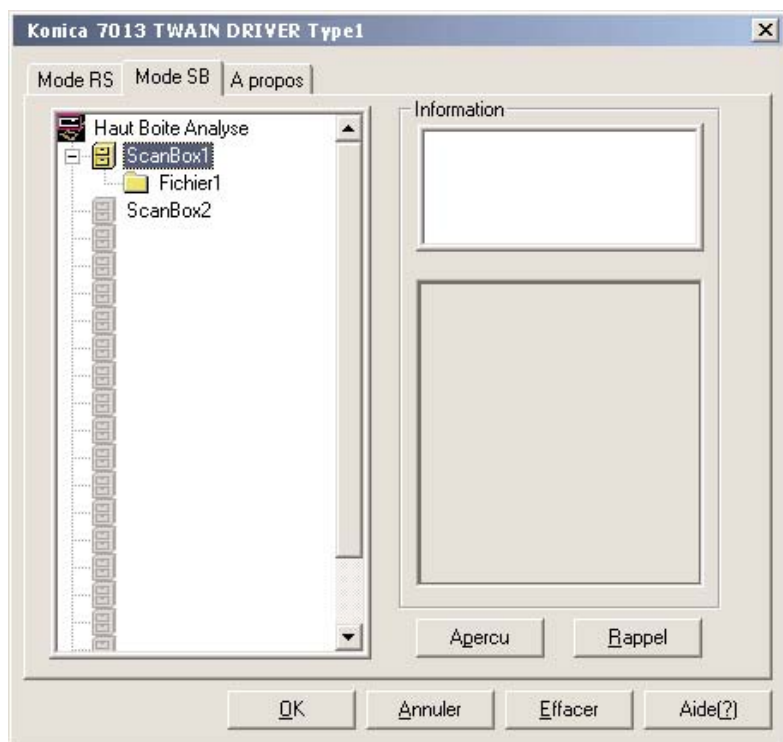 Konica 7013 TWAIN DRIVER Type1
Mode RS
Mode SB
A propos
Haut Boite Analyse
ScanBox1
Fichier1
ScanBox2
Information
Apercu
Rappel
OK
Annuler
Effacer
Aide(?)